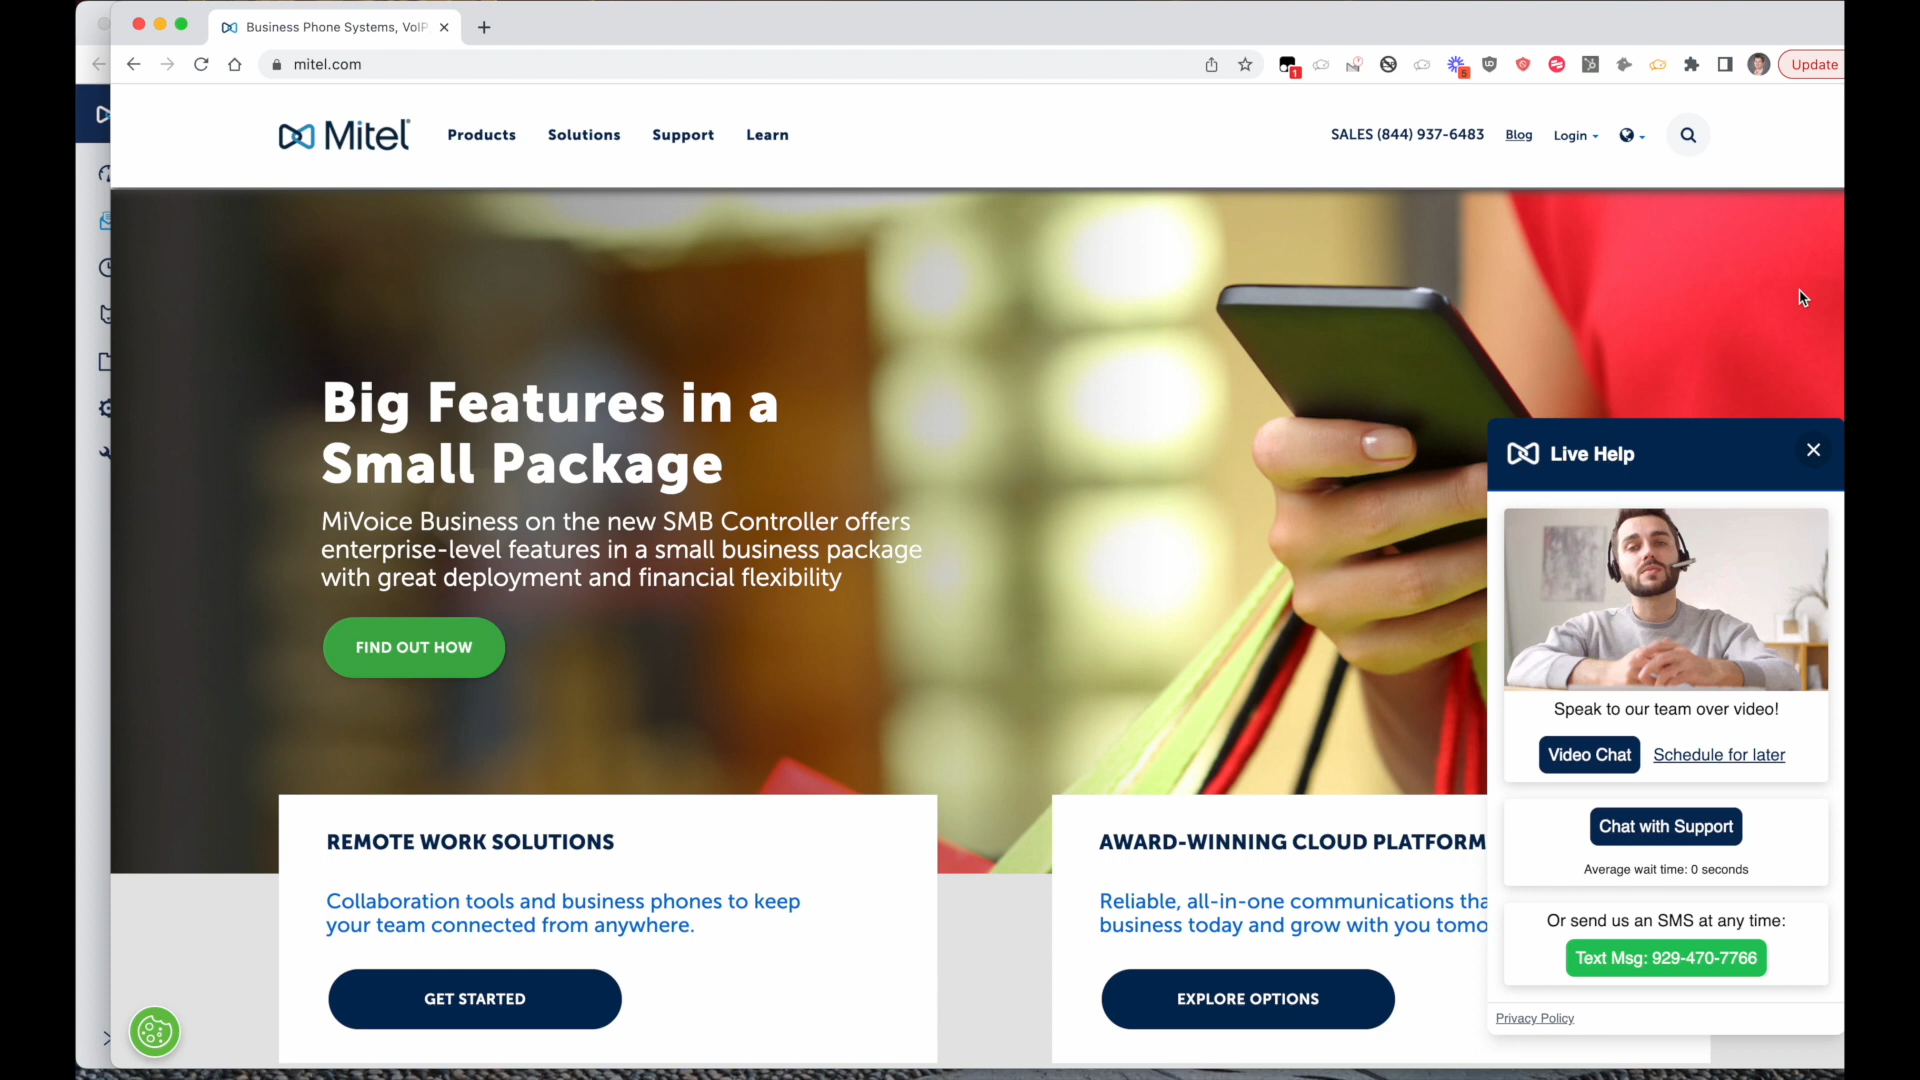 Business Phone Systems, VoIP
mitel.com
1
5
Update
Mitel
Products
Solutions
Support
Learn
SALES (844) 937-6483
Blog
Login
Big Features in a
Small Package
MiVoice Business on the new SMB Controller offers
enterprise-level features in a small business package
with great deployment and financial flexibility
FIND OUT HOW
REMOTE WORK SOLUTIONS
Collaboration tools and business phones to keep
your team connected from anywhere.
GET STARTED
AWARD-WINNING CLOUD PLATFORM
Reliable, all-in-one communications tha
business today and grow with you tomo
EXPLORE OPTIONS
Live Help
Speak to our team over video!
Video Chat
Schedule for later
Chat with Support
Average wait time: 0 seconds
Or send us an SMS at any time:
Text Msg: 929-470-7766
Privacy Policy